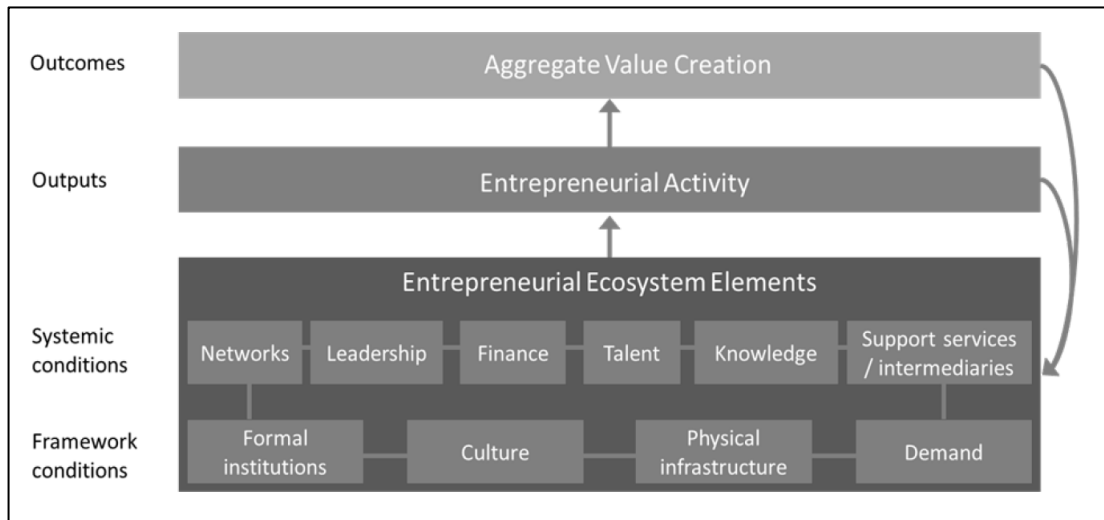 Outcomes
Aggregate Value Creation
Outputs
Entrepreneurial Activity
Entrepreneurial Ecosystem Elements
Systemic
conditions
Networks
Leadership
Finance
Talent
Knowledge
Support services
/ intermediaries
Framework
conditions
Formal
institutions
Culture
Physical
infrastructure
Demand